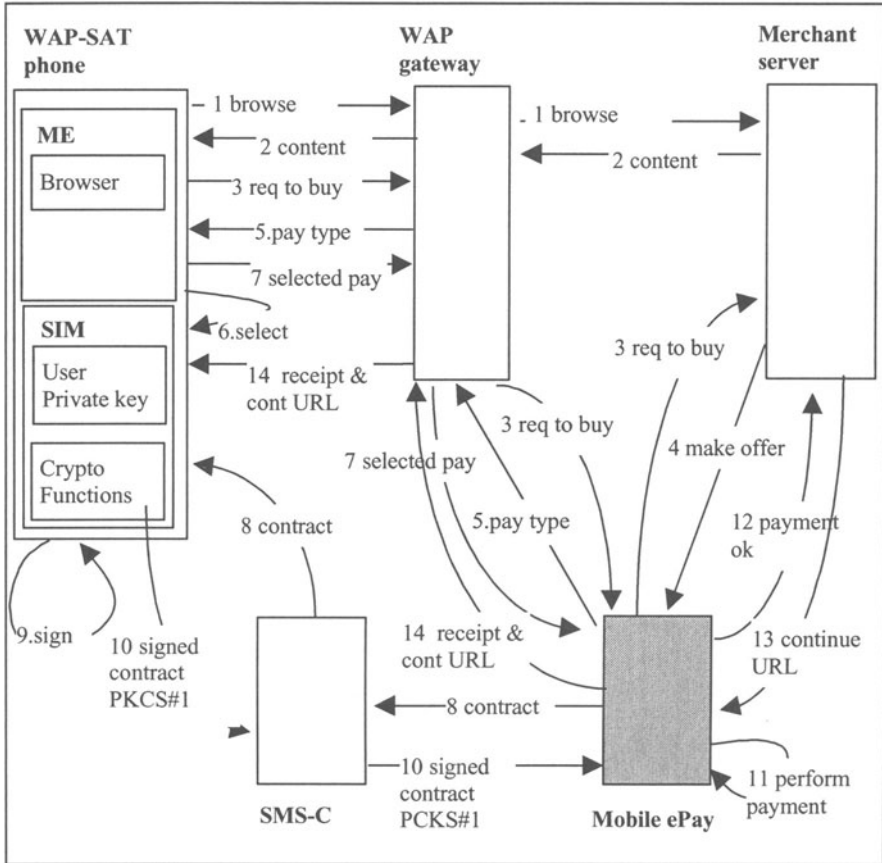 WAP-SAT
phone
WAP
gateway
Merchant
server
1 browse
2 content
3 req to buy
5.pay type
7 selected pay
6.select
14 receipt &
cont URL
ME
Browser
SIM
User
Private key
Crypto
Functions
1 browse
2 content
3 req to buy
4 make offer
12 payment
ok
13 continue
URL
3 req to buy
7 selected pay
5.pay type
14 receipt &
cont URL
8 contract
9.sign
10 signed
contract
PKCS#1
8 contract
10 signed
contract
PCKS#1
11 perform
payment
SMS-C
Mobile ePay